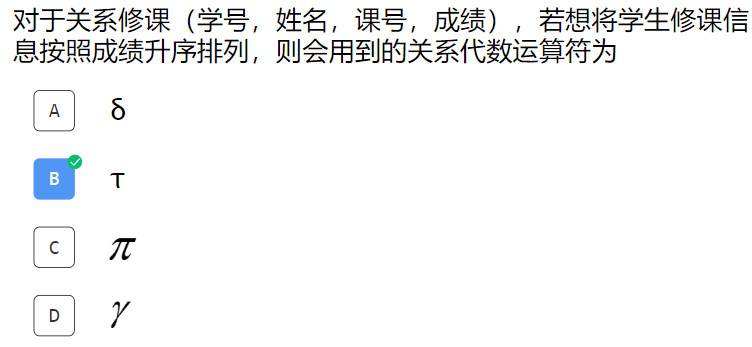 对于关系修课（学号，姓名，课号，成绩），若想将学生修课信
息按照成绩升序排列，则会用到的关系代数运算符为
A δ
B τ
C π
D γ